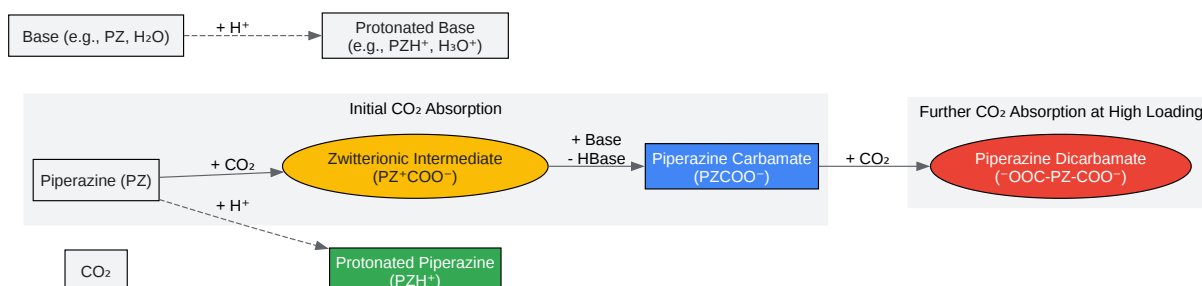 Base (e.g., PZ, H₂O)
+ H⁺
Protonated Base
(e.g., PZH⁺, H₃O⁺)
Initial CO₂ Absorption
Further CO₂ Absorption at High Loading
Piperazine (PZ)
+ CO₂
Zwitterionic Intermediate
(PZ⁺COO⁻)
+ Base
- HBase
Piperazine Carbamate
(PZCOO⁻)
+ CO₂
Piperazine Dicarbamate
(⁻OOC-PZ-COO⁻)
+ H⁺
Protonated Piperazine
(PZH⁺)
CO₂